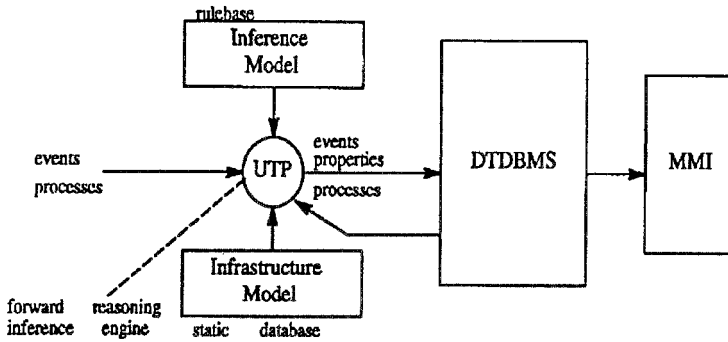 rulebase
Inference
Model
events
processes
UTP
events
properties
processes
DTDBMS
MMI
Infrastructure
Model
forward reasoning
inference engine
static database